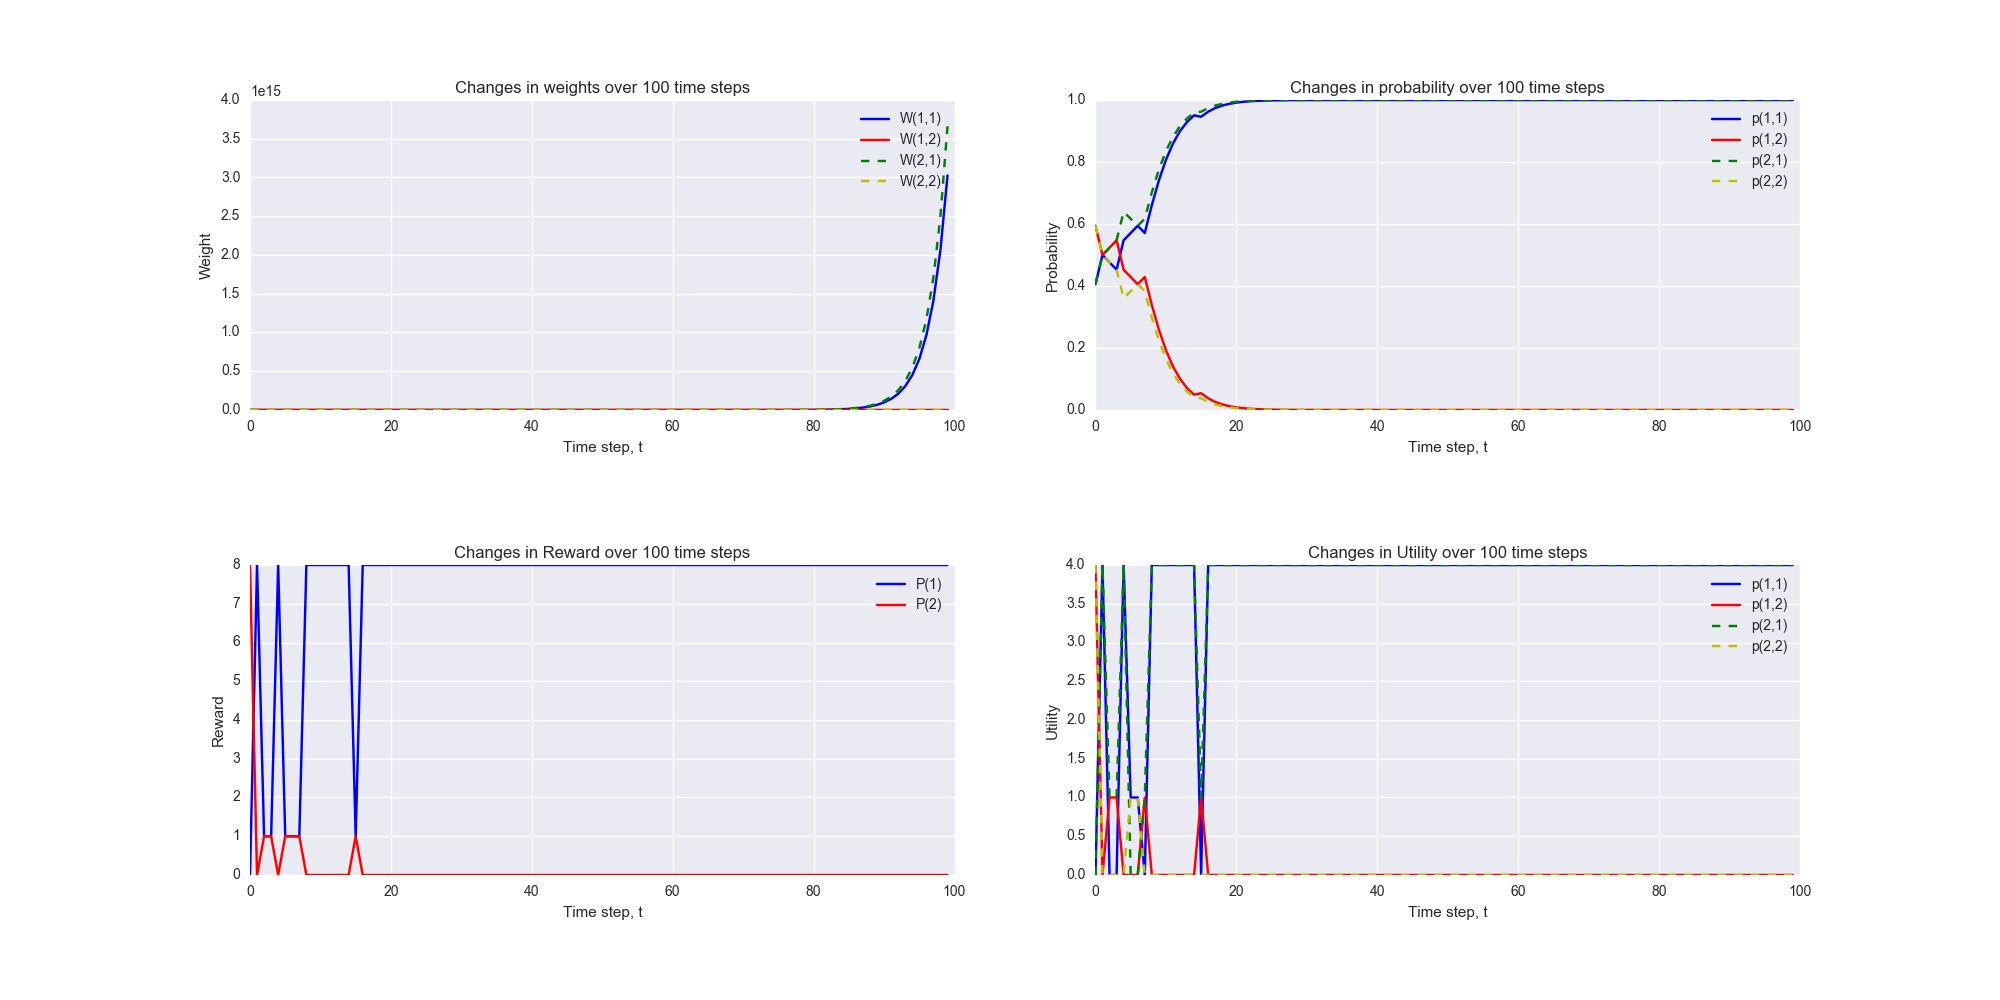 Changes in weights over 100 time steps
1e15
4.0
3.5
3.0
2.5
2.0
1.5
1.0
0.5
0.0
Weight
W(1,1)
W(1,2)
W(2,1)
W(2,2)
0 20 40 60 80 100
Time step, t
Changes in probability over 100 time steps
1.0
0.8
0.6
0.4
0.2
0.0
Probability
p(1,1)
p(1,2)
p(2,1)
p(2,2)
0 20 40 60 80 100
Time step, t
Changes in Reward over 100 time steps
8
7
6
5
4
3
2
1
0
Reward
P(1)
P(2)
0 20 40 60 80 100
Time step, t
Changes in Utility over 100 time steps
4.0
3.5
3.0
2.5
2.0
1.5
1.0
0.5
0.0
Utility
p(1,1)
p(1,2)
p(2,1)
p(2,2)
0 20 40 60 80 100
Time step, t